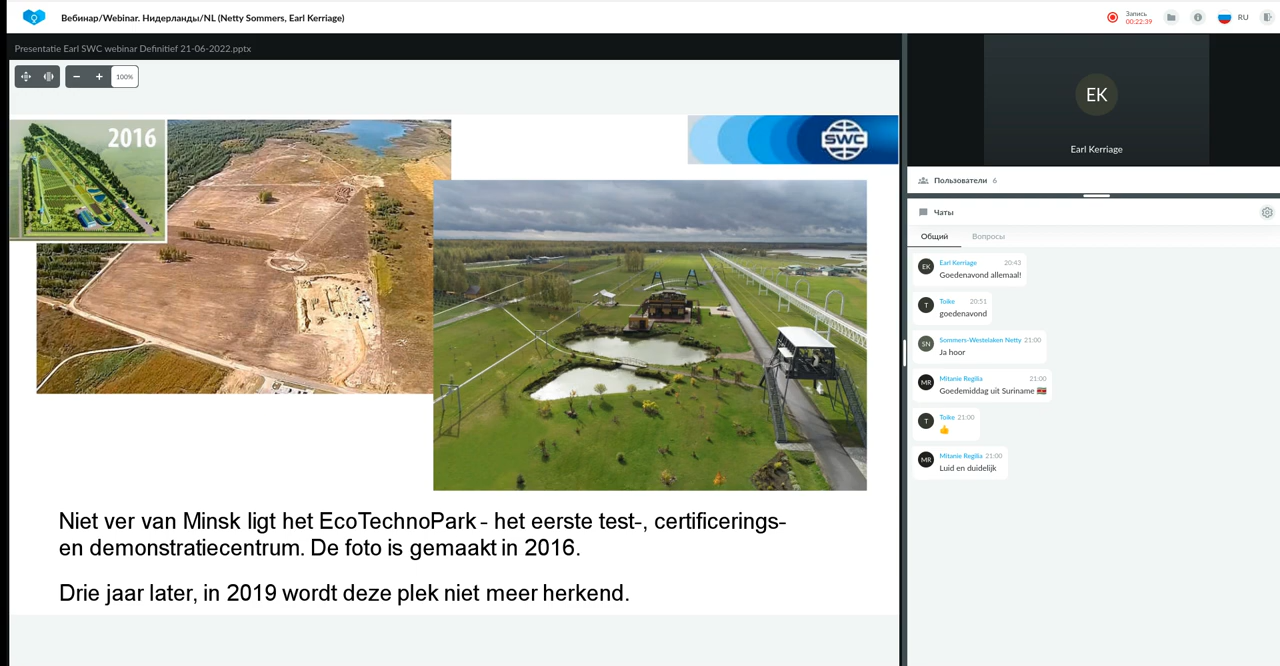 Вебинар/Webinar. Нидерланды/NL (Netty Sommers, Earl Kerriage)
Запись
00:22:39
RU
Presentatie Earl SWC webinar Definitief 21-06-2022.pptx
100%
2016
SWC
Niet ver van Minsk ligt het EcoTechnoPark - het eerste test-, certificerings-
en demonstratiecentrum. De foto is gemaakt in 2016.
Drie jaar later, in 2019 wordt deze plek niet meer herkend.
EK
Earl Kerriage
Пользователи 6
Чаты
Общий Вопросы
EK
Earl Kerriage 20:43
Goedenavond allemaal!
T
Toike 20:51
goedenavond
SN
Sommers-Westelaken Netty 21:00
Ja hoor
MR
Mitanie Regilia 21:00
Goedemiddag uit Suriname 🇸🇷
T
Toike 21:00
👍
MR
Mitanie Regilia 21:00
Luid en duidelijk